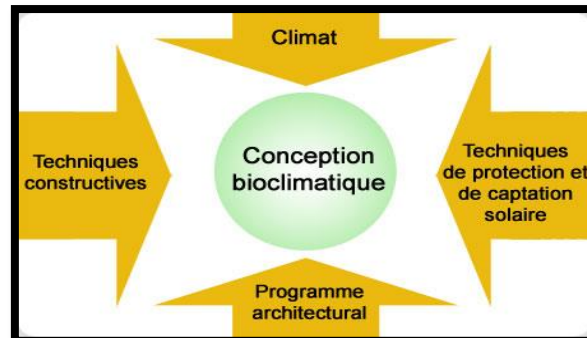 Climat
Techniques
constructives
Conception
bioclimatique
Techniques
de protection et
de captation
solaire
Programme
architectural